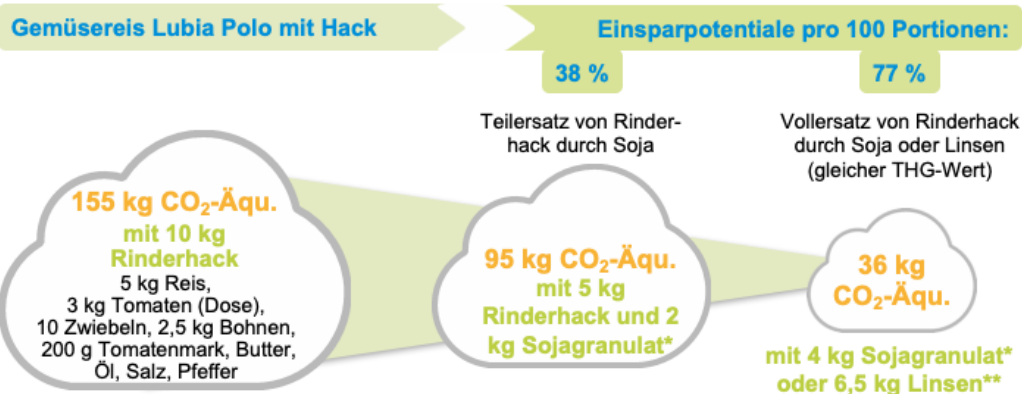 Gemüsereis Lubia Polo mit Hack
Einsparpotentiale pro 100 Portionen:
38 %
77 %
Teilersatz von Rinder-
hack durch Soja
Vollersatz von Rinderhack
durch Soja oder Linsen
(gleicher THG-Wert)
155 kg CO₂-Äqu.
mit 10 kg
Rinderhack
5 kg Reis,
3 kg Tomaten (Dose),
10 Zwiebeln, 2,5 kg Bohnen,
200 g Tomatenmark, Butter,
Öl, Salz, Pfeffer
95 kg CO₂-Äqu.
mit 5 kg
Rinderhack und 2
kg Sojagranulat*
36 kg
CO₂-Äqu.
mit 4 kg Sojagranulat*
oder 6,5 kg Linsen**